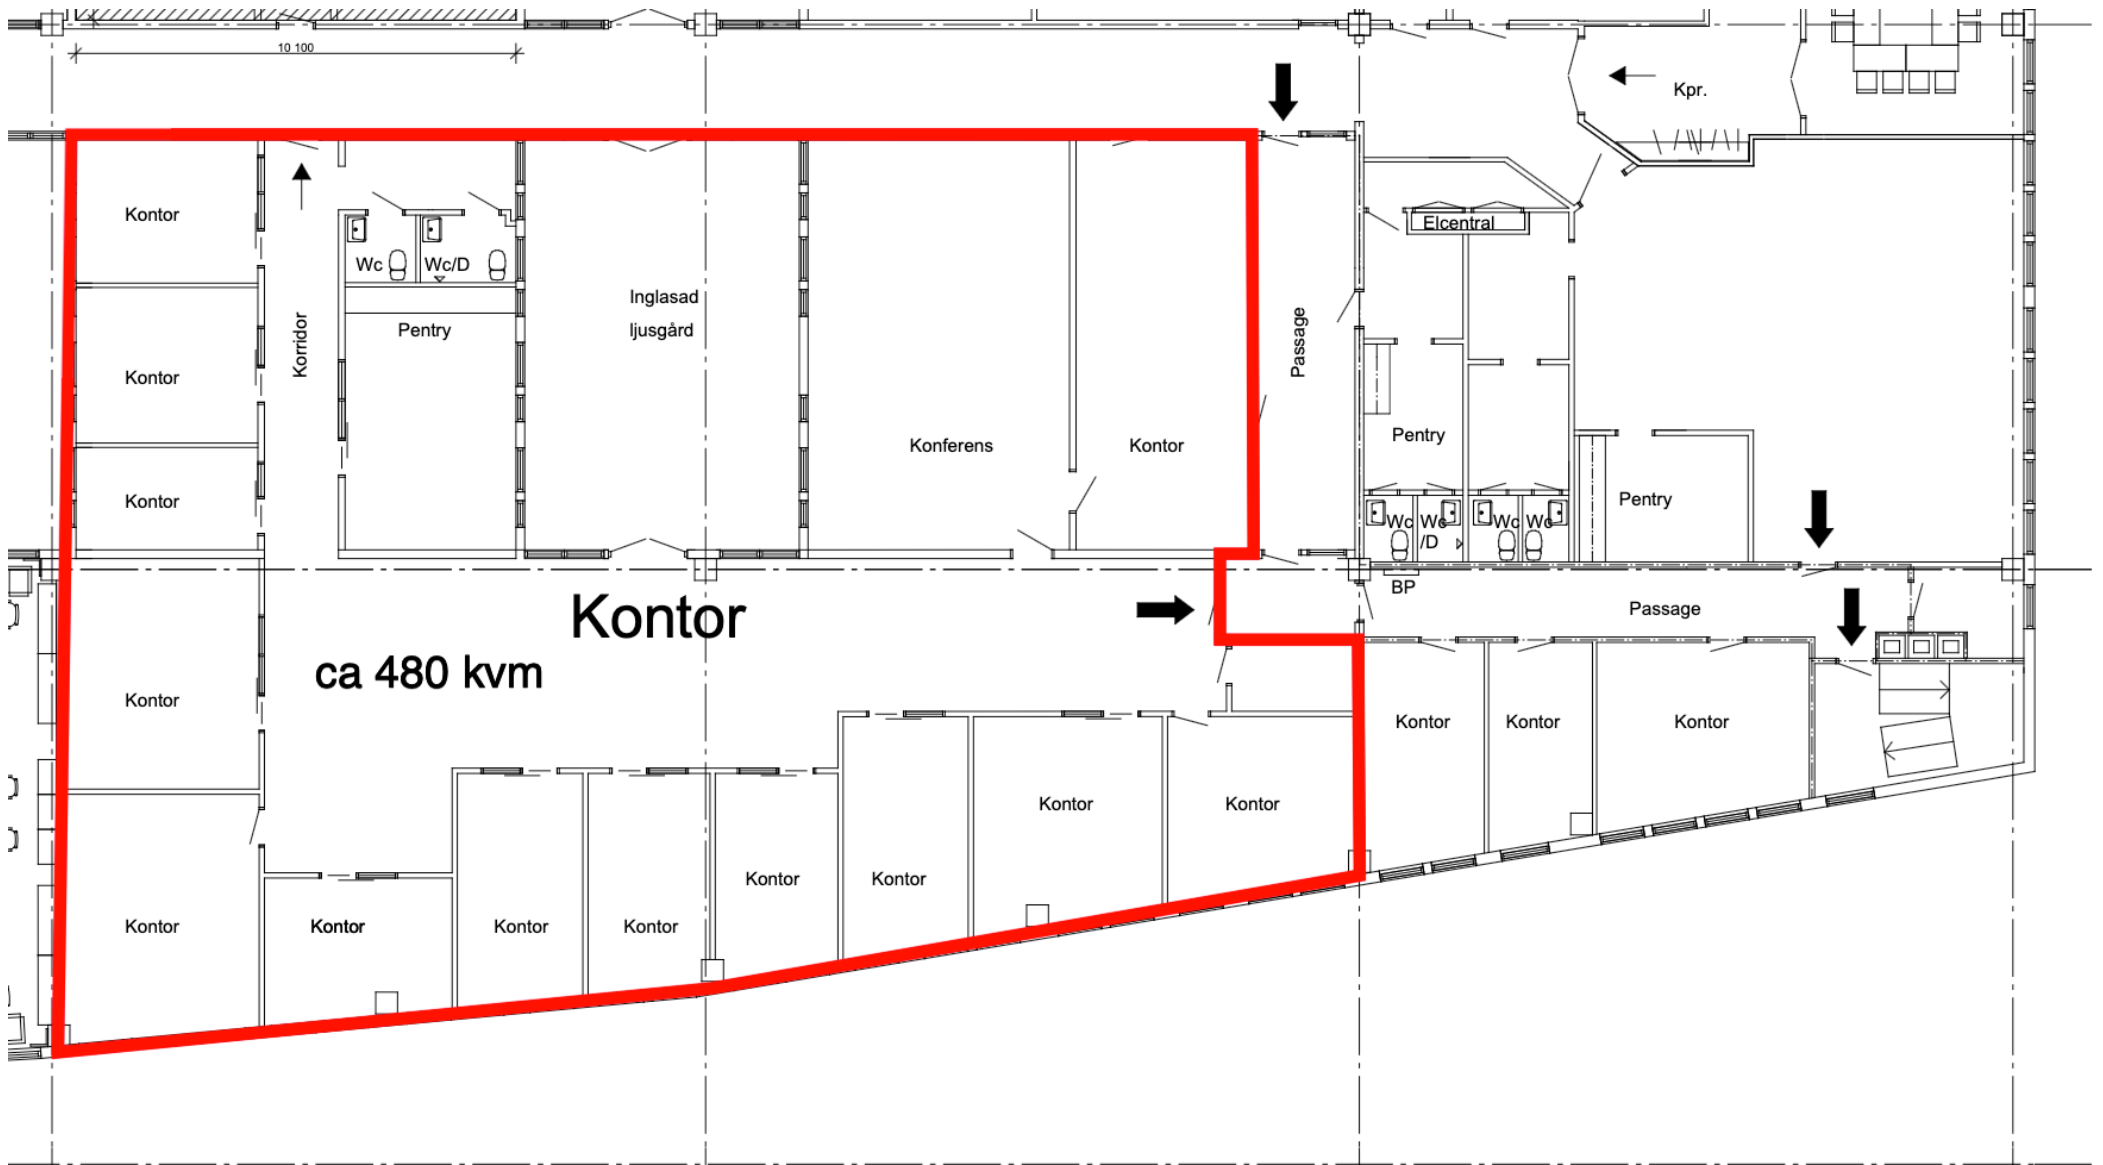 10 100
Kpr.
Kontor
Elcentral
Wc
Wc/D
Inglasad
ljusgård
Pentry
Korridor
Passage
Kontor
Konferens
Kontor
Pentry
Kontor
Pentry
Wc
Wc
/D
Wc
Wc
BP
Kontor
Passage
ca 480 kvm
Kontor
Kontor
Kontor
Kontor
Kontor
Kontor
Kontor
Kontor
Kontor
Kontor
Kontor
Kontor
Kontor